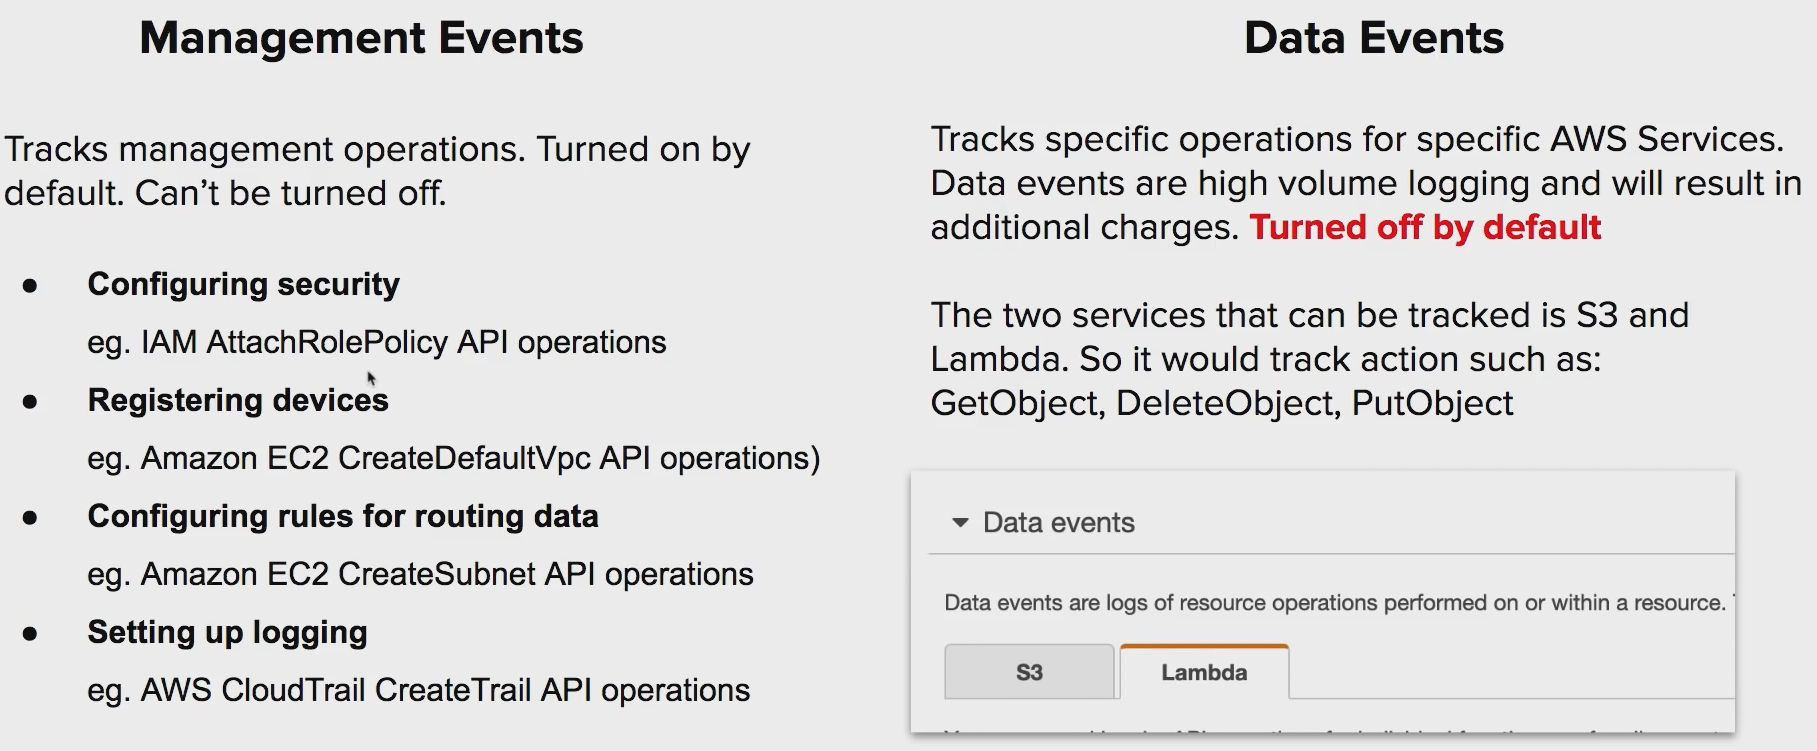 Management Events
Tracks management operations. Turned on by
default. Can't be turned off.
● Configuring security
eg. IAM AttachRolePolicy API operations
● Registering devices
eg. Amazon EC2 CreateDefaultVpc API operations)
● Configuring rules for routing data
eg. Amazon EC2 CreateSubnet API operations
● Setting up logging
eg. AWS CloudTrail CreateTrail API operations
Data Events
Tracks specific operations for specific AWS Services.
Data events are high volume logging and will result in
additional charges. Turned off by default
The two services that can be tracked is S3 and
Lambda. So it would track action such as:
GetObject, DeleteObject, PutObject
Data events
Data events are logs of resource operations performed on or within a resource.
S3
Lambda